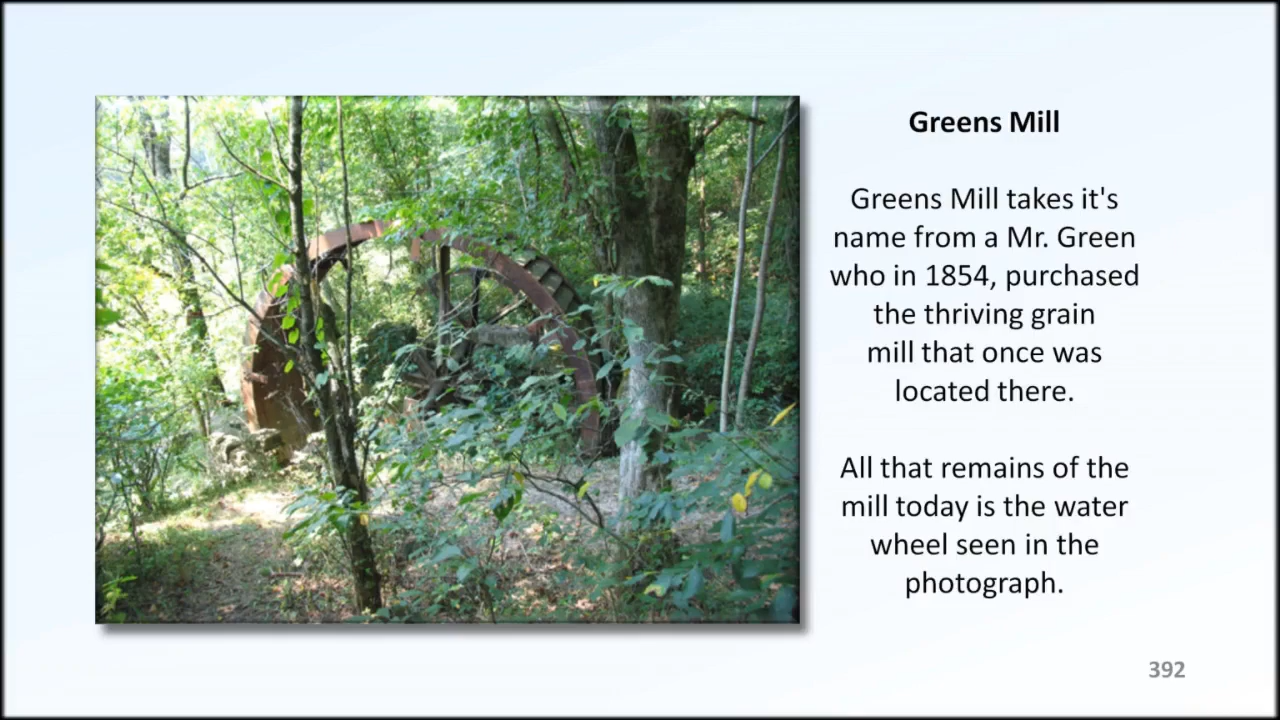 Greens Mill
Greens Mill takes it's
name from a Mr. Green
who in 1854, purchased
the thriving grain
mill that once was
located there.
All that remains of the
mill today is the water
wheel seen in the
photograph.
392